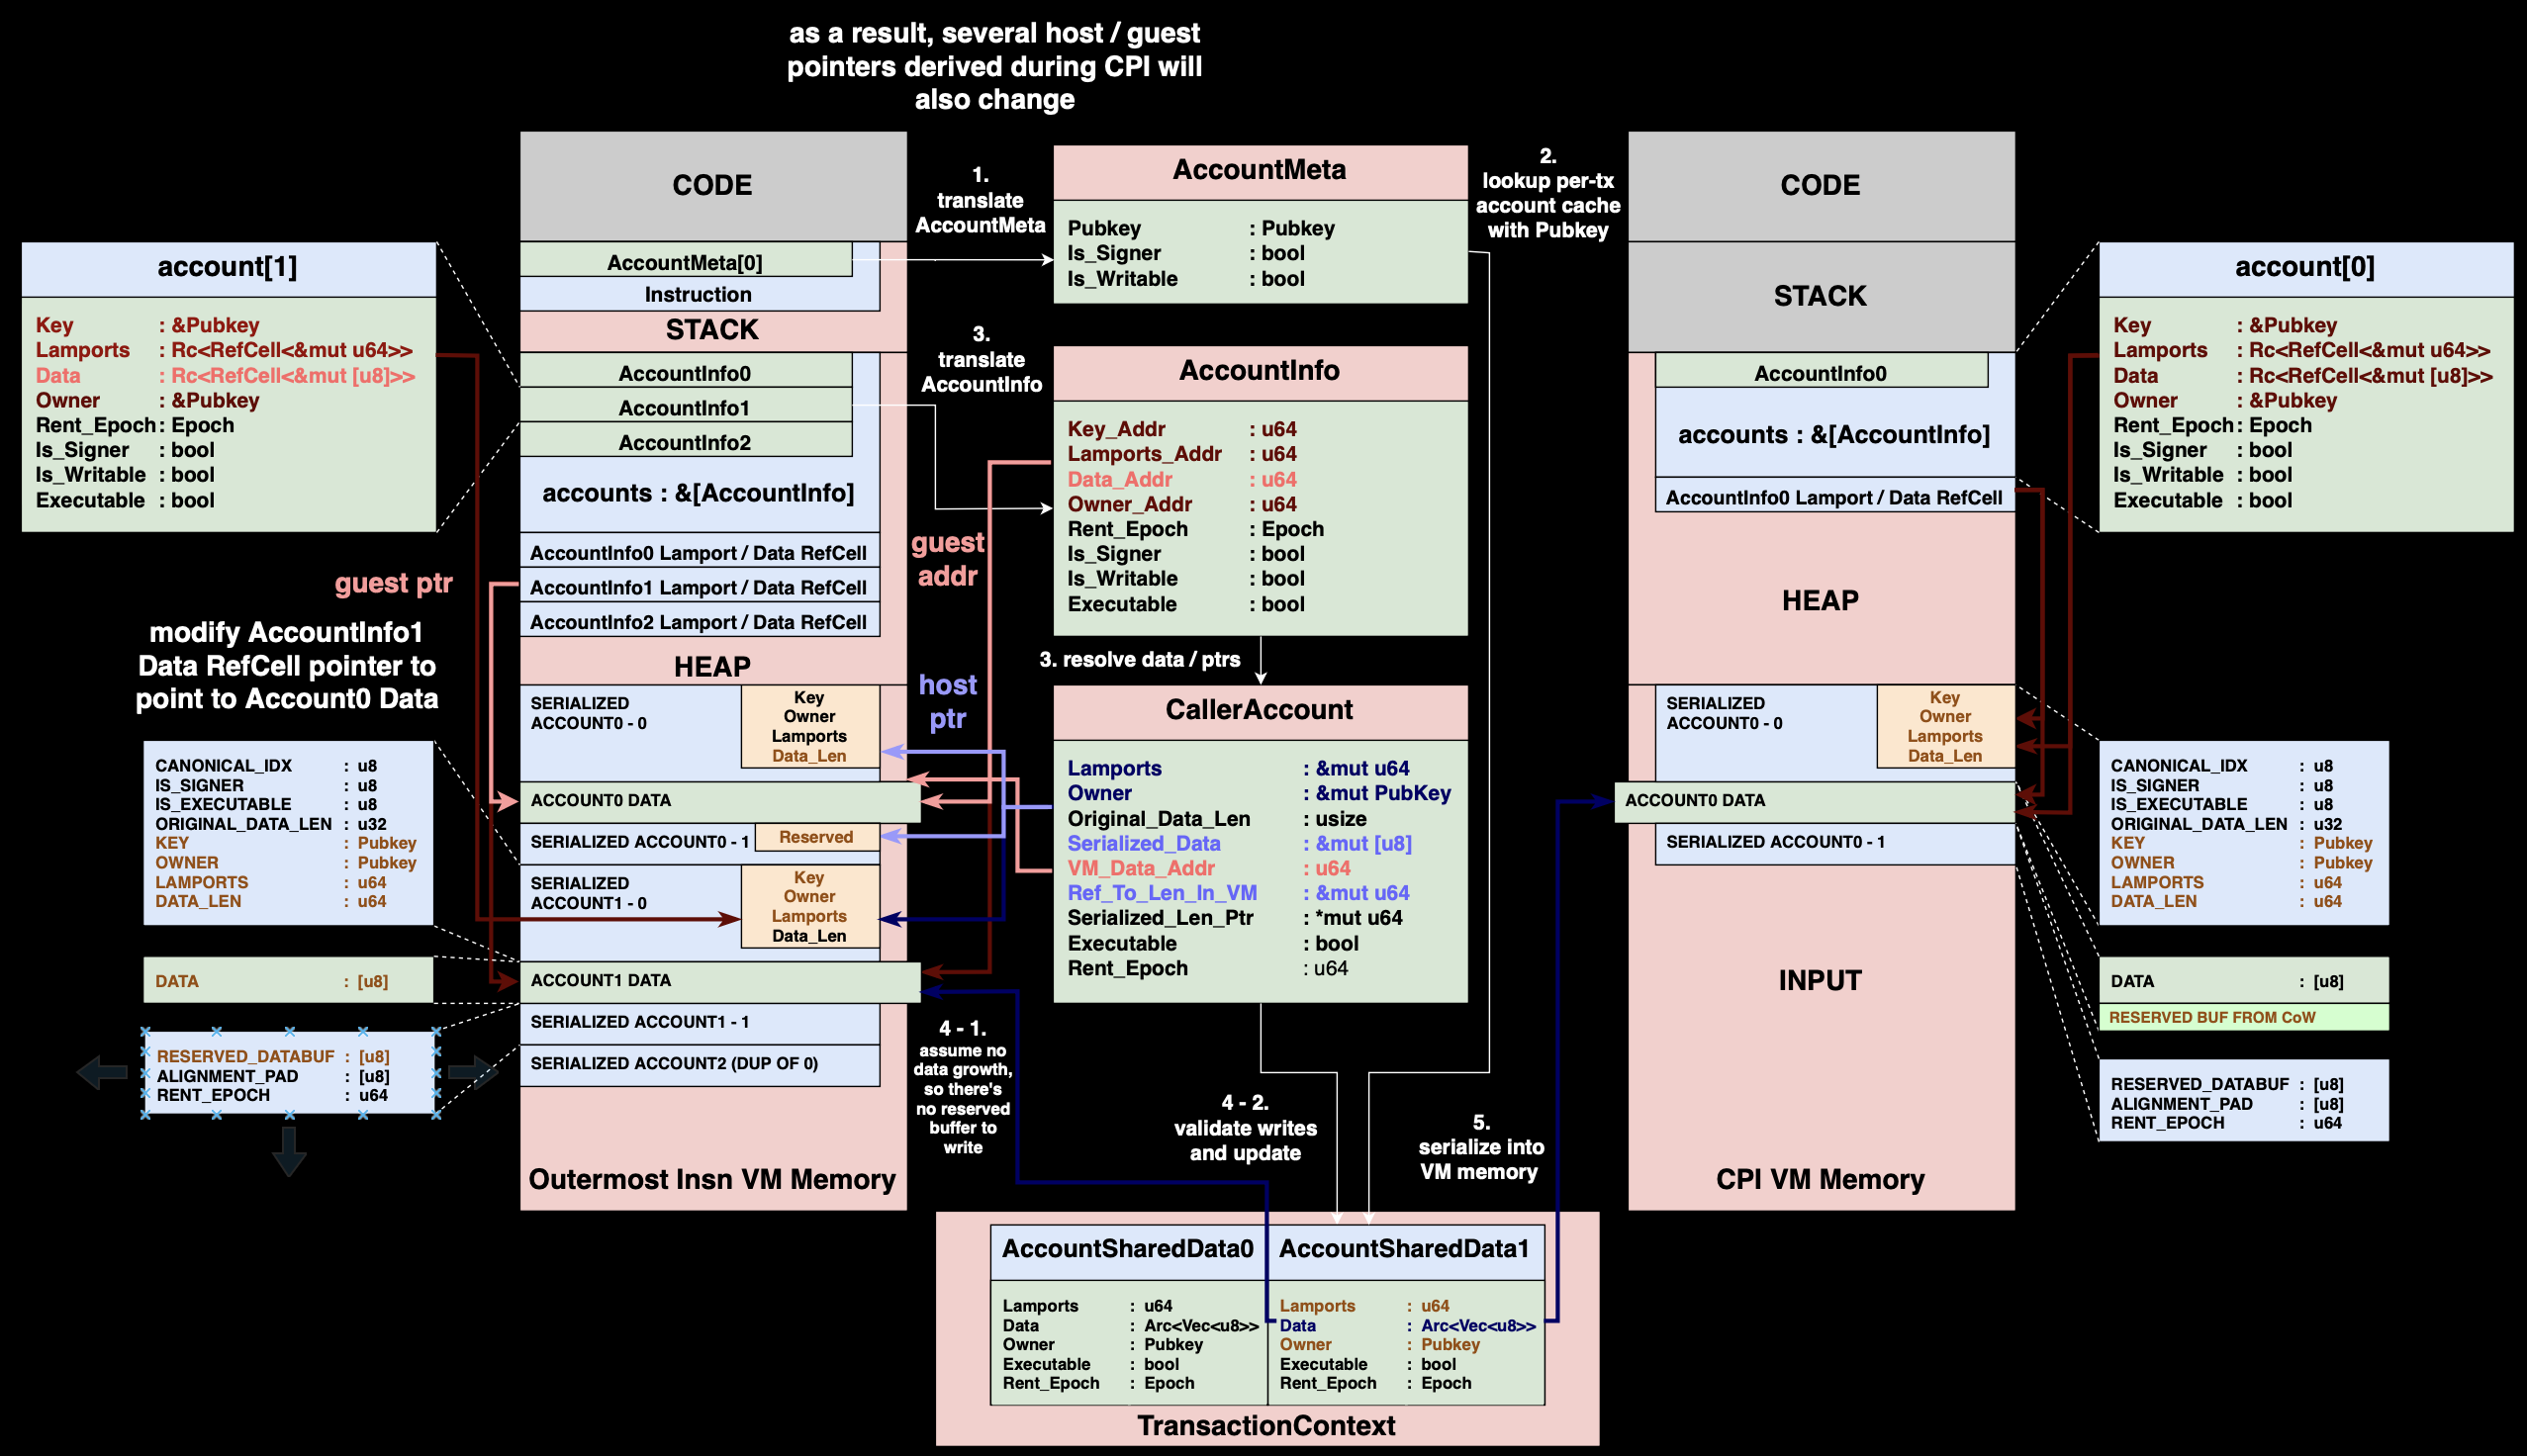 as a result, several host / guest
pointers derived during CPI will
also change
account[1]
Key : &Pubkey
Lamports : Rc<RefCell<&mut u64>>
Data : Rc<RefCell<&mut [u8]>>
Owner : &Pubkey
Rent_Epoch : Epoch
Is_Signer : bool
Is_Writable : bool
Executable : bool
guest ptr
modify AccountInfo1
Data RefCell pointer to
point to Account0 Data
CANONICAL_IDX : u8
IS_SIGNER : u8
IS_EXECUTABLE : u8
ORIGINAL_DATA_LEN : u32
KEY : Pubkey
OWNER : Pubkey
LAMPORTS : u64
DATA_LEN : u64
DATA : [u8]
RESERVED_DATABUF : [u8]
ALIGNMENT_PAD : [u8]
RENT_EPOCH : u64
CODE
AccountMeta[0]
Instruction
STACK
AccountInfo0
AccountInfo1
AccountInfo2
accounts : &[AccountInfo]
AccountInfo0 Lamport / Data RefCell
AccountInfo1 Lamport / Data RefCell
AccountInfo2 Lamport / Data RefCell
HEAP
SERIALIZED
ACCOUNT0 - 0
Key
Owner
Lamports
Data_Len
ACCOUNT0 DATA
SERIALIZED ACCOUNT0 - 1
Reserved
SERIALIZED
ACCOUNT1 - 0
Key
Owner
Lamports
Data_Len
ACCOUNT1 DATA
SERIALIZED ACCOUNT1 - 1
SERIALIZED ACCOUNT2 (DUP OF 0)
Outermost Insn VM Memory
1.
translate
AccountMeta
3.
translate
AccountInfo
guest
addr
host
ptr
4 - 1.
assume no
data growth,
so there's
no reserved
buffer to
write
AccountMeta
Pubkey : Pubkey
Is_Signer : bool
Is_Writable : bool
AccountInfo
Key_Addr : u64
Lamports_Addr : u64
Data_Addr : u64
Owner_Addr : u64
Rent_Epoch : Epoch
Is_Signer : bool
Is_Writable : bool
Executable : bool
3. resolve data / ptrs
CallerAccount
Lamports : &mut u64
Owner : &mut PubKey
Original_Data_Len : usize
Serialized_Data : &mut [u8]
VM_Data_Addr : u64
Ref_To_Len_In_VM : &mut u64
Serialized_Len_Ptr : *mut u64
Executable : bool
Rent_Epoch : u64
4 - 2.
validate writes
and update
2.
lookup per-tx
account cache
with Pubkey
5.
serialize into
VM memory
AccountSharedData0
Lamports : u64
Data : Arc<Vec<u8>>
Owner : Pubkey
Executable : bool
Rent_Epoch : Epoch
AccountSharedData1
Lamports : u64
Data : Arc<Vec<u8>>
Owner : Pubkey
Executable : bool
Rent_Epoch : Epoch
TransactionContext
CODE
STACK
AccountInfo0
accounts : &[AccountInfo]
AccountInfo0 Lamport / Data RefCell
HEAP
SERIALIZED
ACCOUNT0 - 0
Key
Owner
Lamports
Data_Len
ACCOUNT0 DATA
SERIALIZED ACCOUNT0 - 1
INPUT
CPI VM Memory
account[0]
Key : &Pubkey
Lamports : Rc<RefCell<&mut u64>>
Data : Rc<RefCell<&mut [u8]>>
Owner : &Pubkey
Rent_Epoch : Epoch
Is_Signer : bool
Is_Writable : bool
Executable : bool
CANONICAL_IDX : u8
IS_SIGNER : u8
IS_EXECUTABLE : u8
ORIGINAL_DATA_LEN : u32
KEY : Pubkey
OWNER : Pubkey
LAMPORTS : u64
DATA_LEN : u64
DATA : [u8]
RESERVED BUF FROM CoW
RESERVED_DATABUF : [u8]
ALIGNMENT_PAD : [u8]
RENT_EPOCH : u64